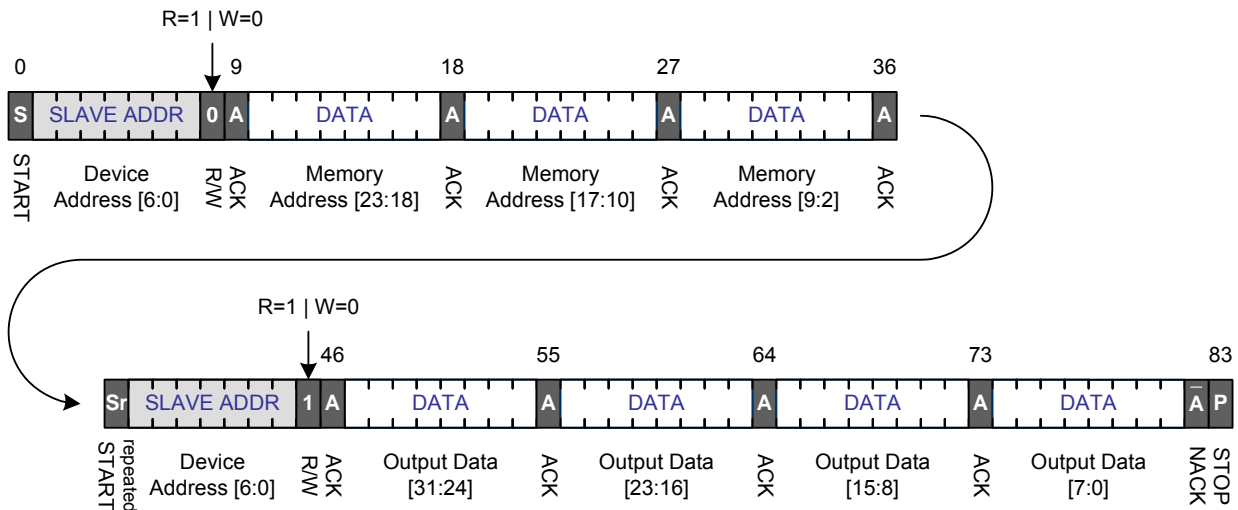 R=1 | W=0
0 9 18 27 36
S SLAVE ADDR 0 A DATA A DATA A DATA A
START Device Address [6:0] R/W ACK Memory Address [23:18] ACK Memory Address [17:10] ACK Memory Address [9:2] ACK
R=1 | W=0
46 55 64 73 83
Sr SLAVE ADDR 1 A DATA A DATA A DATA A DATA A̅ P
repeated START Device Address [6:0] R/W ACK Output Data [31:24] ACK Output Data [23:16] ACK Output Data [15:8] ACK Output Data [7:0] NACK STOP